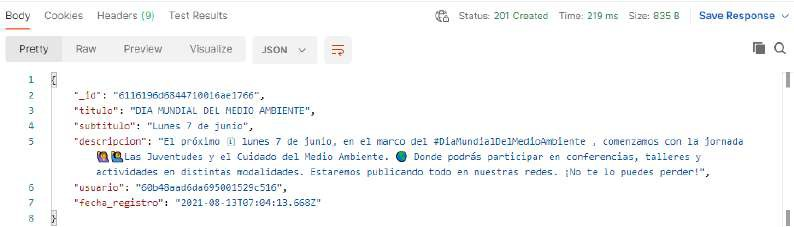 Body Cookies Headers (9) Test Results Status: 201 Created Time: 219 ms Size: 835 B Save Response
Pretty Raw Preview Visualize JSON
1 {
2 "_id": "6116196d6844710016ae1766",
3 "titulo": "DIA MUNDIAL DEL MEDIO AMBIENTE",
4 "subtitulo": "Lunes 7 de junio",
5 "descripcion": "El próximo 🗓 lunes 7 de junio, en el marco del #DiaMundialDelMedioAmbiente , comenzamos con la jornada
🙋🙋‍♂️Las Juventudes y el Cuidado del Medio Ambiente. 🌎 Donde podrás participar en conferencias, talleres y
actividades en distintas modalidades. Estaremos publicando todo en nuestras redes. ¡No te lo puedes perder!",
6 "usuario": "60b48aad6da695001529c516",
7 "fecha_registro": "2021-08-13T07:04:13.668Z"
8 }